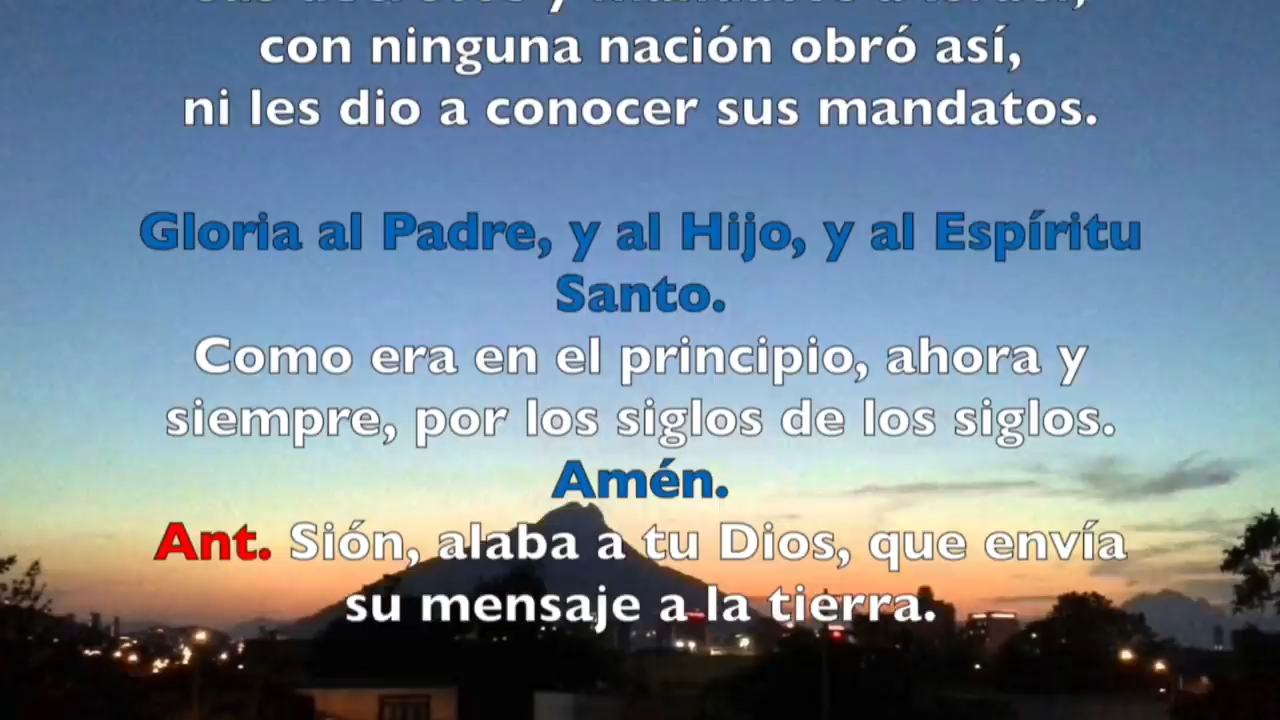 con ninguna nación obró así,
ni les dio a conocer sus mandatos.
Gloria al Padre, y al Hijo, y al Espíritu
Santo.
Como era en el principio, ahora y
siempre, por los siglos de los siglos.
Amén.
Ant. Sión, alaba a tu Dios, que envía
su mensaje a la tierra.